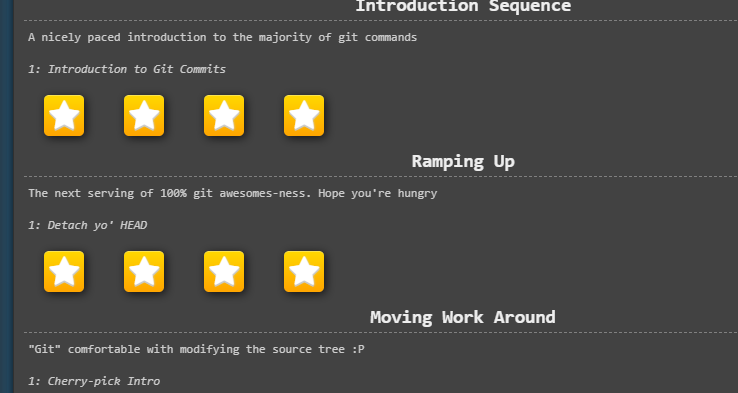 Introduction Sequence
A nicely paced introduction to the majority of git commands
1: Introduction to Git Commits
Ramping Up
The next serving of 100% git awesomes-ness. Hope you're hungry
1: Detach yo' HEAD
Moving Work Around
"Git" comfortable with modifying the source tree :P
1: Cherry-pick Intro